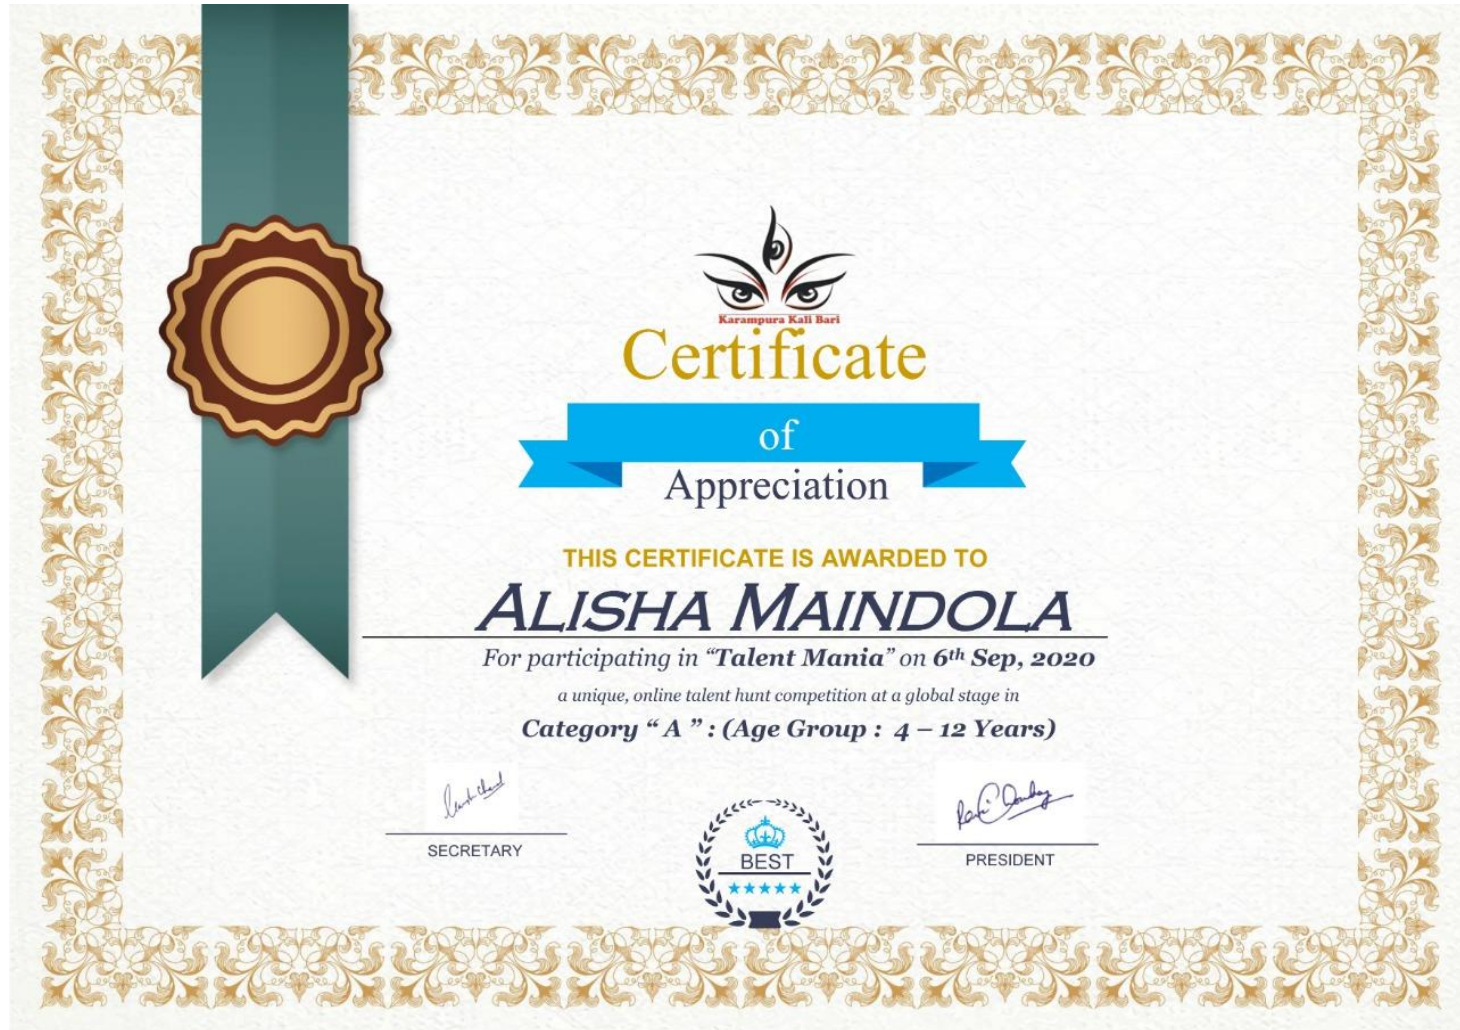 Karampura Kali Bari
Certificate
of
Appreciation
THIS CERTIFICATE IS AWARDED TO
ALISHA MAINDOLA
For participating in “Talent Mania” on 6th Sep, 2020
a unique, online talent hunt competition at a global stage in
Category “ A ” : (Age Group : 4 – 12 Years)
SECRETARY
BEST
PRESIDENT